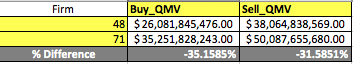 Firm Buy_QMV Sell_QMV
48 $26,081,845,476.00 $38,064,838,569.00
71 $35,251,828,243.00 $50,087,655,680.00
% Difference -35.1585% -31.5851%